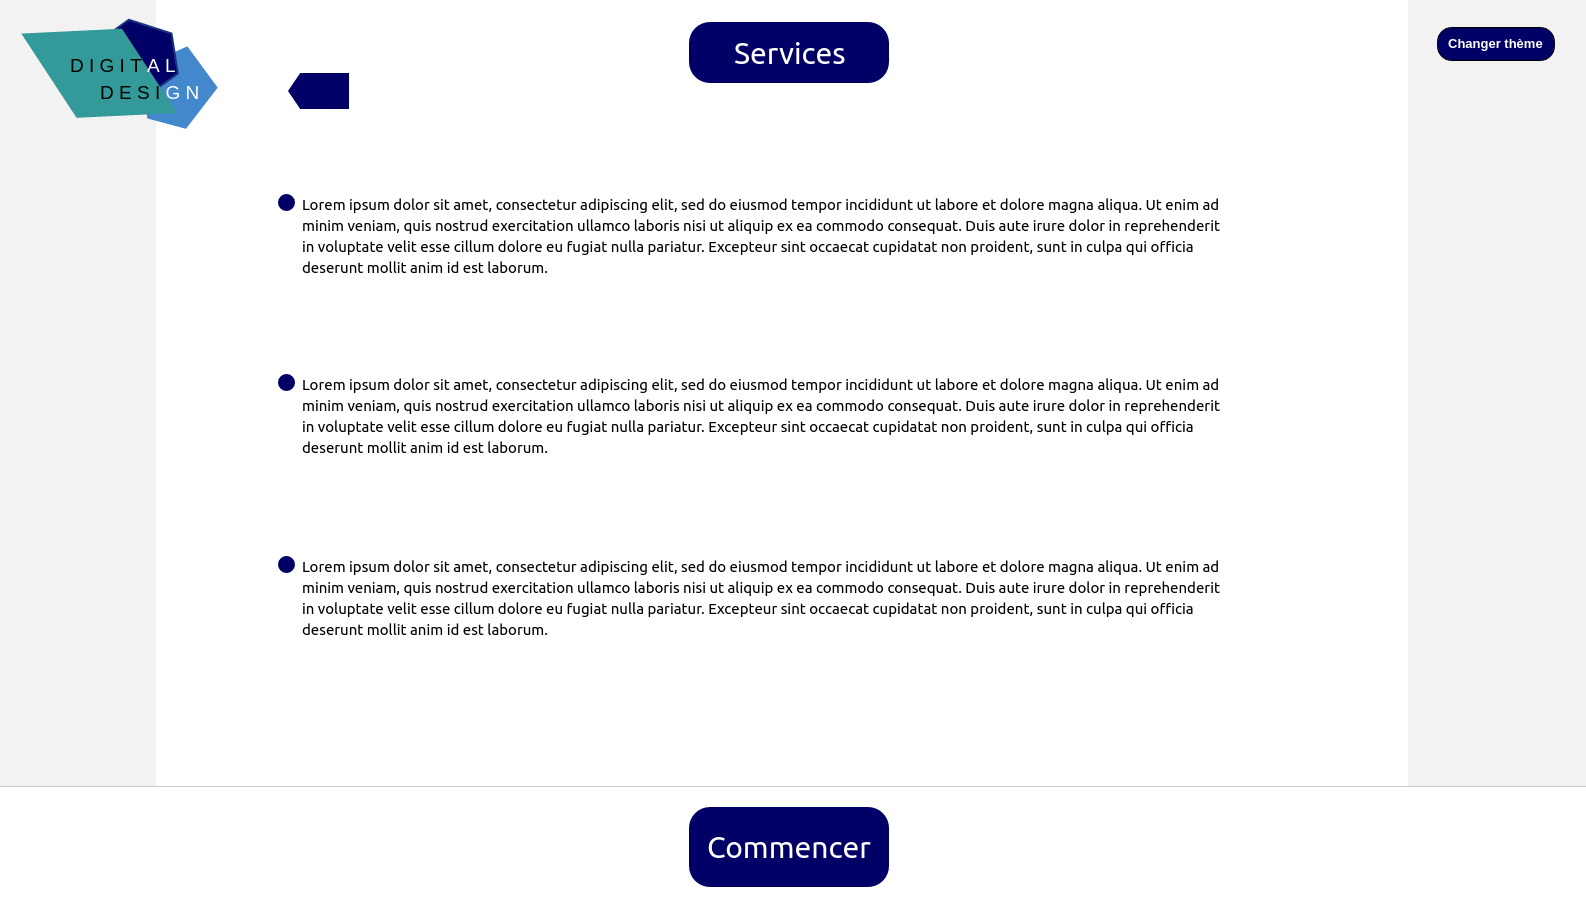 DIGITAL
DESIGN
Services
Changer thème
Lorem ipsum dolor sit amet, consectetur adipiscing elit, sed do eiusmod tempor incididunt ut labore et dolore magna aliqua. Ut enim ad
minim veniam, quis nostrud exercitation ullamco laboris nisi ut aliquip ex ea commodo consequat. Duis aute irure dolor in reprehenderit
in voluptate velit esse cillum dolore eu fugiat nulla pariatur. Excepteur sint occaecat cupidatat non proident, sunt in culpa qui officia
deserunt mollit anim id est laborum.
Lorem ipsum dolor sit amet, consectetur adipiscing elit, sed do eiusmod tempor incididunt ut labore et dolore magna aliqua. Ut enim ad
minim veniam, quis nostrud exercitation ullamco laboris nisi ut aliquip ex ea commodo consequat. Duis aute irure dolor in reprehenderit
in voluptate velit esse cillum dolore eu fugiat nulla pariatur. Excepteur sint occaecat cupidatat non proident, sunt in culpa qui officia
deserunt mollit anim id est laborum.
Lorem ipsum dolor sit amet, consectetur adipiscing elit, sed do eiusmod tempor incididunt ut labore et dolore magna aliqua. Ut enim ad
minim veniam, quis nostrud exercitation ullamco laboris nisi ut aliquip ex ea commodo consequat. Duis aute irure dolor in reprehenderit
in voluptate velit esse cillum dolore eu fugiat nulla pariatur. Excepteur sint occaecat cupidatat non proident, sunt in culpa qui officia
deserunt mollit anim id est laborum.
Commencer